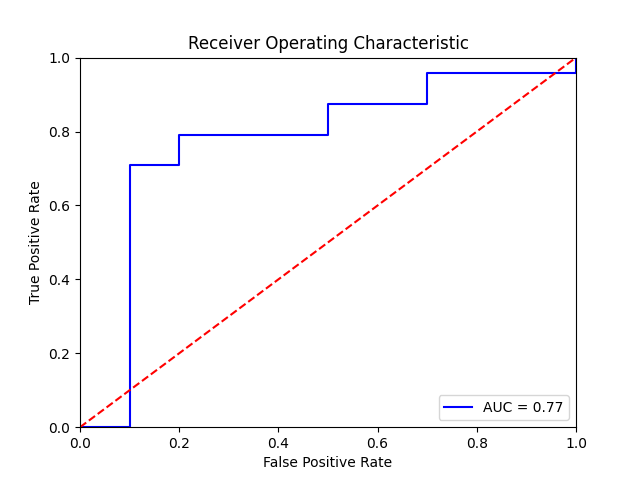 Receiver Operating Characteristic
True Positive Rate
1.0
0.8
0.6
0.4
0.2
0.0
AUC = 0.77
0.0 0.2 0.4 0.6 0.8 1.0
False Positive Rate